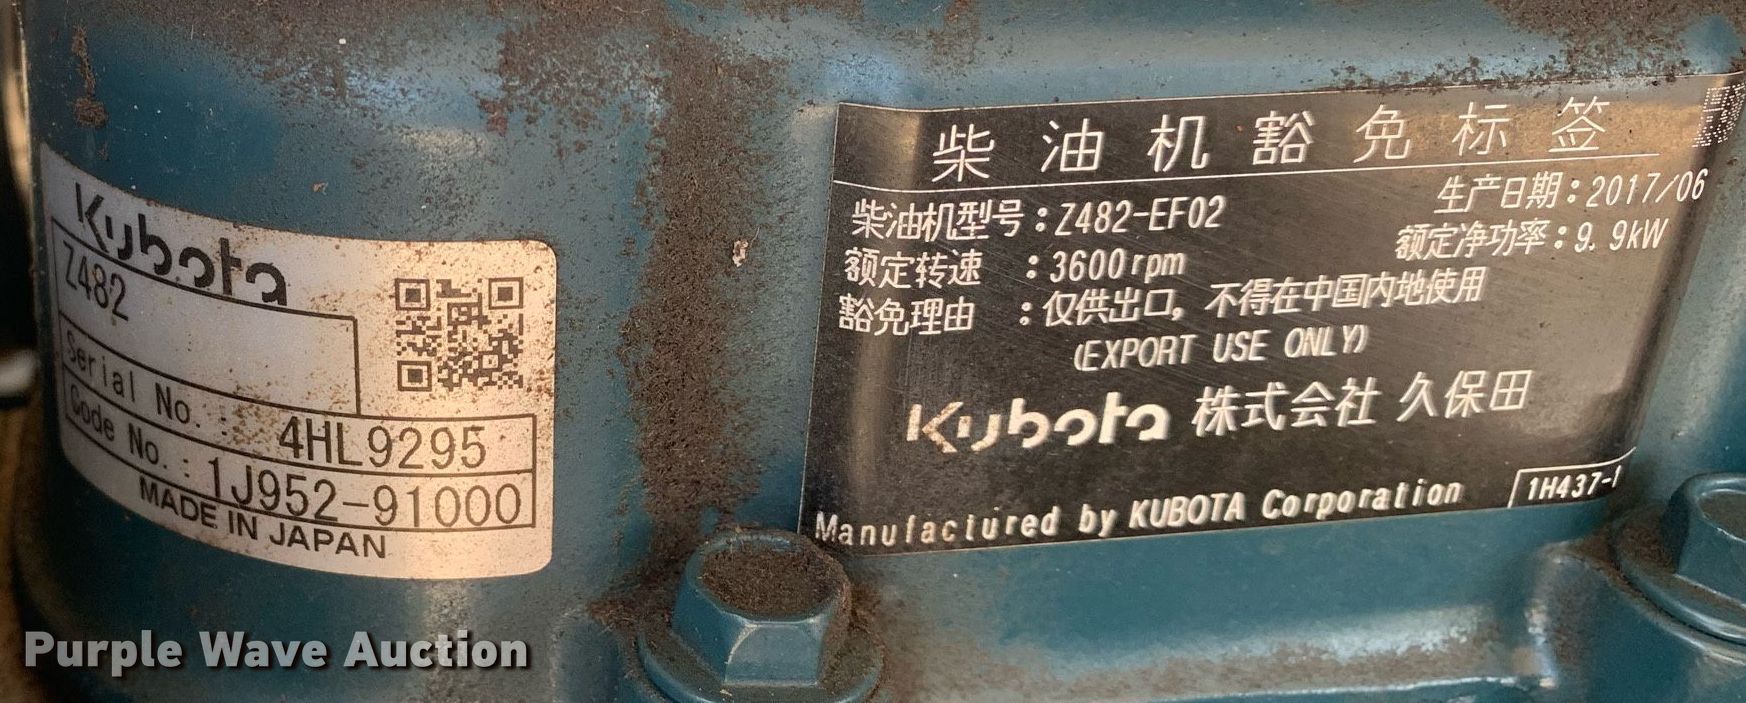 Kubota
Z482
Serial No. : 4HL9295
Code No. : 1J952-91000
MADE IN JAPAN
柴油机豁免标签
柴油机型号:Z482-EF02
生产日期:2017/06
额定转速 :3600rpm
额定净功率:9.9kW
豁免理由 :仅供出口，不得在中国内地使用
(EXPORT USE ONLY)
Kubota 株式会社 久保田
Manufactured by KUBOTA Corporation
1H437-1
Purple Wave Auction